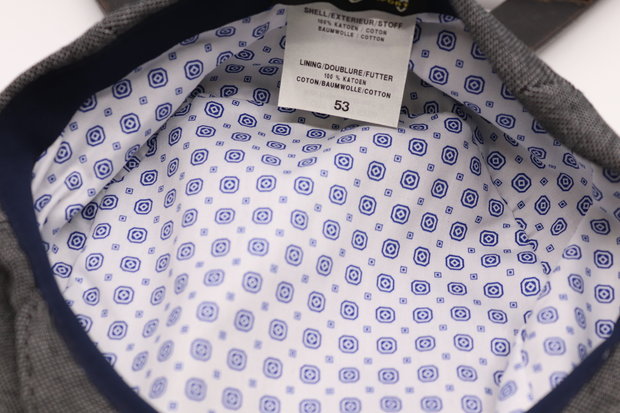 SHELL/EXTERIEUR/STOFF
100% KATOEN / COTON
BAUMWOLLE / COTTON
LINING/DOUBLURE/FUTTER
100 % KATOEN
COTON/BAUMWOLLE/COTTON
53